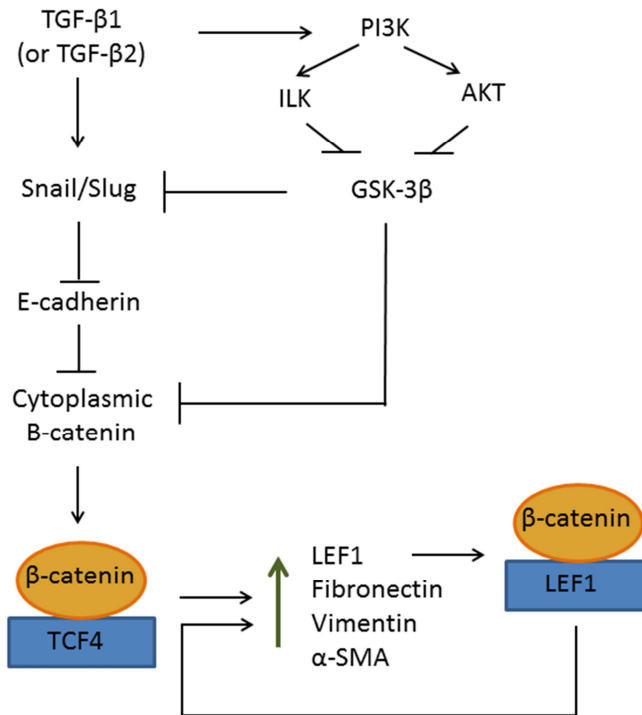 TGF-β1
(or TGF-β2)
PI3K
ILK
AKT
Snail/Slug
GSK-3β
E-cadherin
Cytoplasmic
B-catenin
β-catenin
TCF4
LEF1
Fibronectin
Vimentin
α-SMA
β-catenin
LEF1